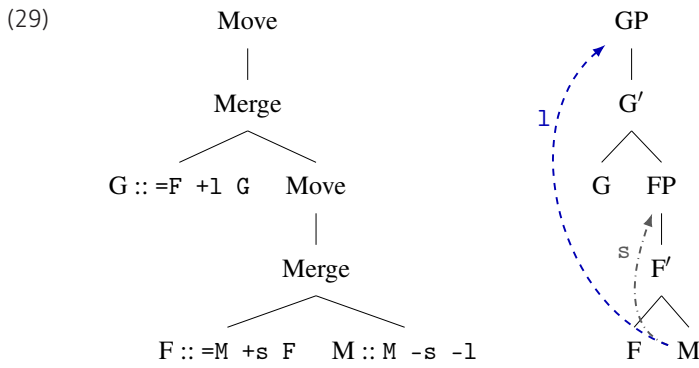 (29) Move GP
Merge G′
l
G :: =F +l G Move G FP
s
Merge F′
F :: =M +s F M :: M -s -l F M